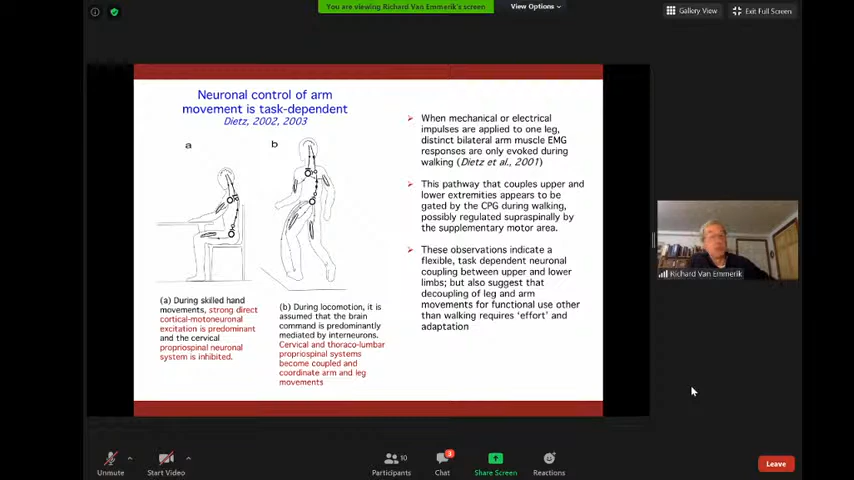 You are viewing Richard Van Emmerik's screen
View Options
Gallery View
Exit Full Screen
Neuronal control of arm
movement is task-dependent
Dietz, 2002, 2003
a
b
(a) During skilled hand
movements, strong direct
cortical-motoneuronal
excitation is predominant
and the cervical
propriospinal neuronal
system is inhibited.
(b) During locomotion, it is
assumed that the brain
command is predominantly
mediated by interneurons.
Cervical and thoraco-lumbar
propriospinal systems
become coupled and
coordinate arm and leg
movements
When mechanical or electrical
impulses are applied to one leg,
distinct bilateral arm muscle EMG
responses are only evoked during
walking (Dietz et al., 2001)
This pathway that couples upper and
lower extremities appears to be
gated by the CPG during walking,
possibly regulated supraspinally by
the supplementary motor area.
These observations indicate a
flexible, task dependent neuronal
coupling between upper and lower
limbs; but also suggest that
decoupling of leg and arm
movements for functional use other
than walking requires 'effort' and
adaptation
Richard Van Emmerik
Unmute
Start Video
10
Participants
3
Chat
Share Screen
Reactions
Leave